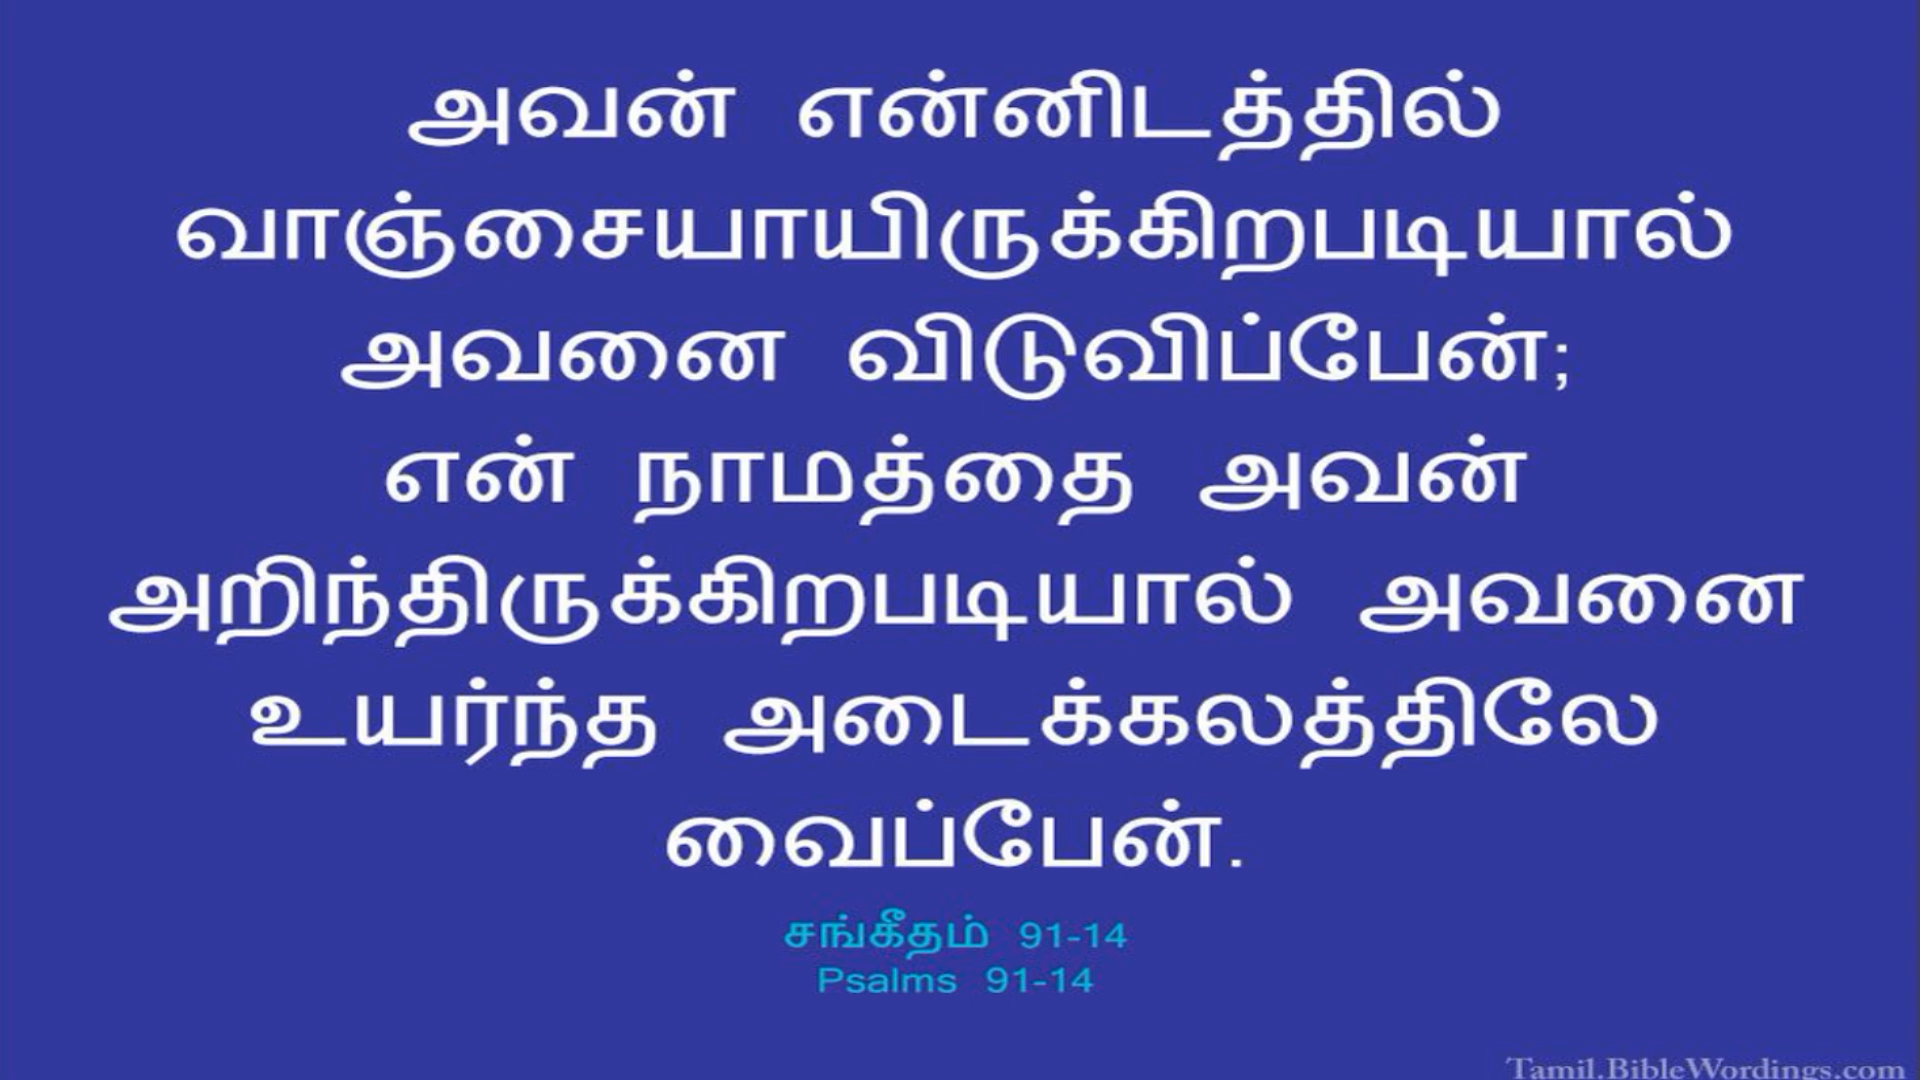 அவன் என்னிடத்தில்
வாஞ்சையாயிருக்கிறபடியால்
அவனை விடுவிப்பேன்;
என் நாமத்தை அவன்
அறிந்திருக்கிறபடியால் அவனை
உயர்ந்த அடைக்கலத்திலே
வைப்பேன்.
சங்கீதம் 91-14
Psalms 91-14
Tamil.BibleWordings.com